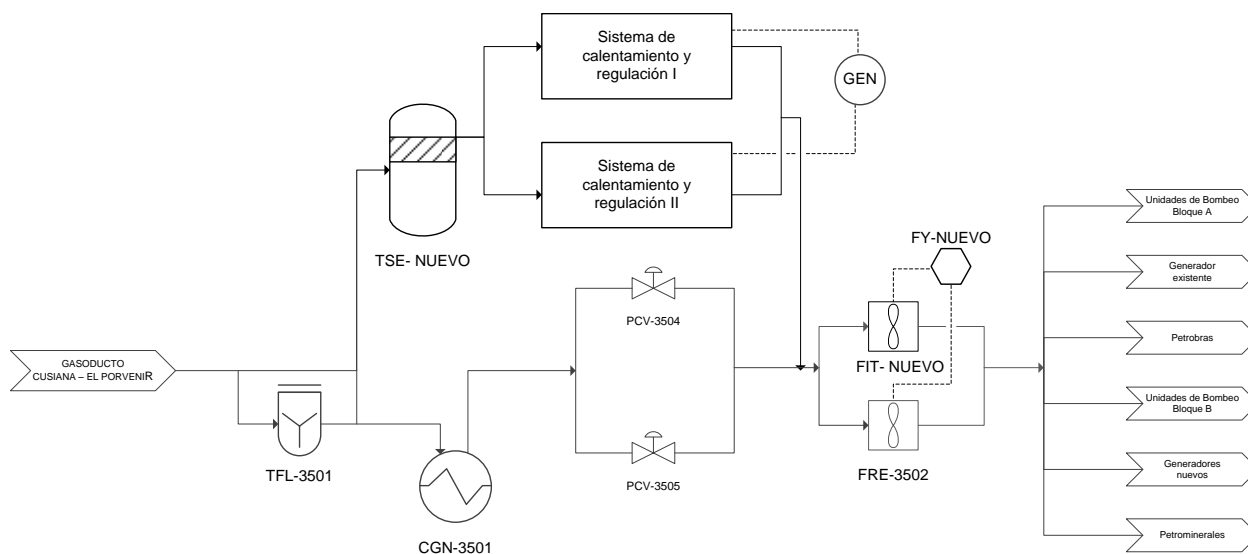 Sistema de
calentamiento y
regulación I
GEN
Sistema de
calentamiento y
regulación II
TSE- NUEVO
FY-NUEVO
Unidades de Bombeo
Bloque A
Generador
existente
PCV-3504
Petrobras
GASODUCTO
CUSIANA – EL PORVENIR
FIT- NUEVO
Unidades de Bombeo
Bloque B
TFL-3501
PCV-3505
FRE-3502
Generadores
nuevos
CGN-3501
Petrominerales